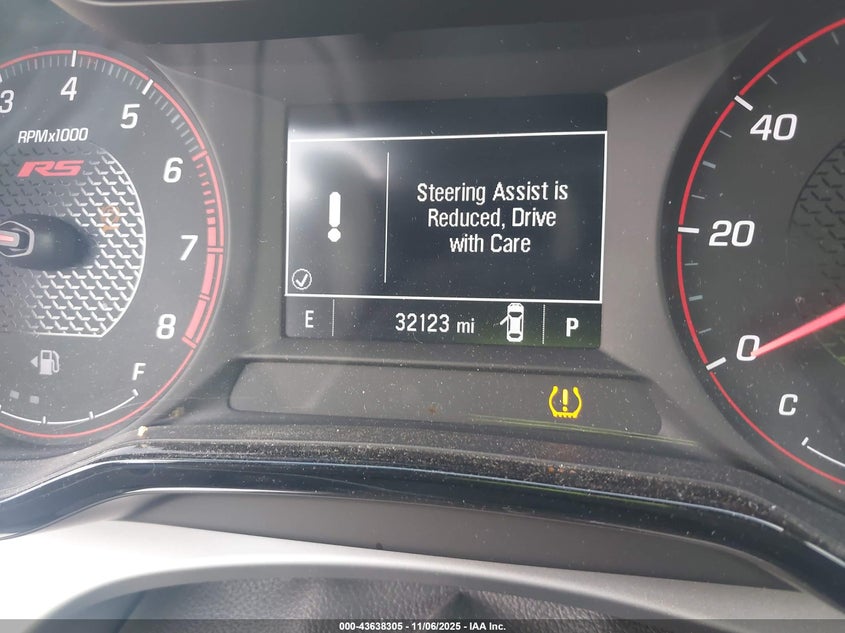 3
4
5
6
7
8
RPMx1000
RS
F
Steering Assist is
Reduced, Drive
with Care
E
32123 mi
P
40
20
0
C
000-43638305 - 11/06/2025 - IAA Inc.